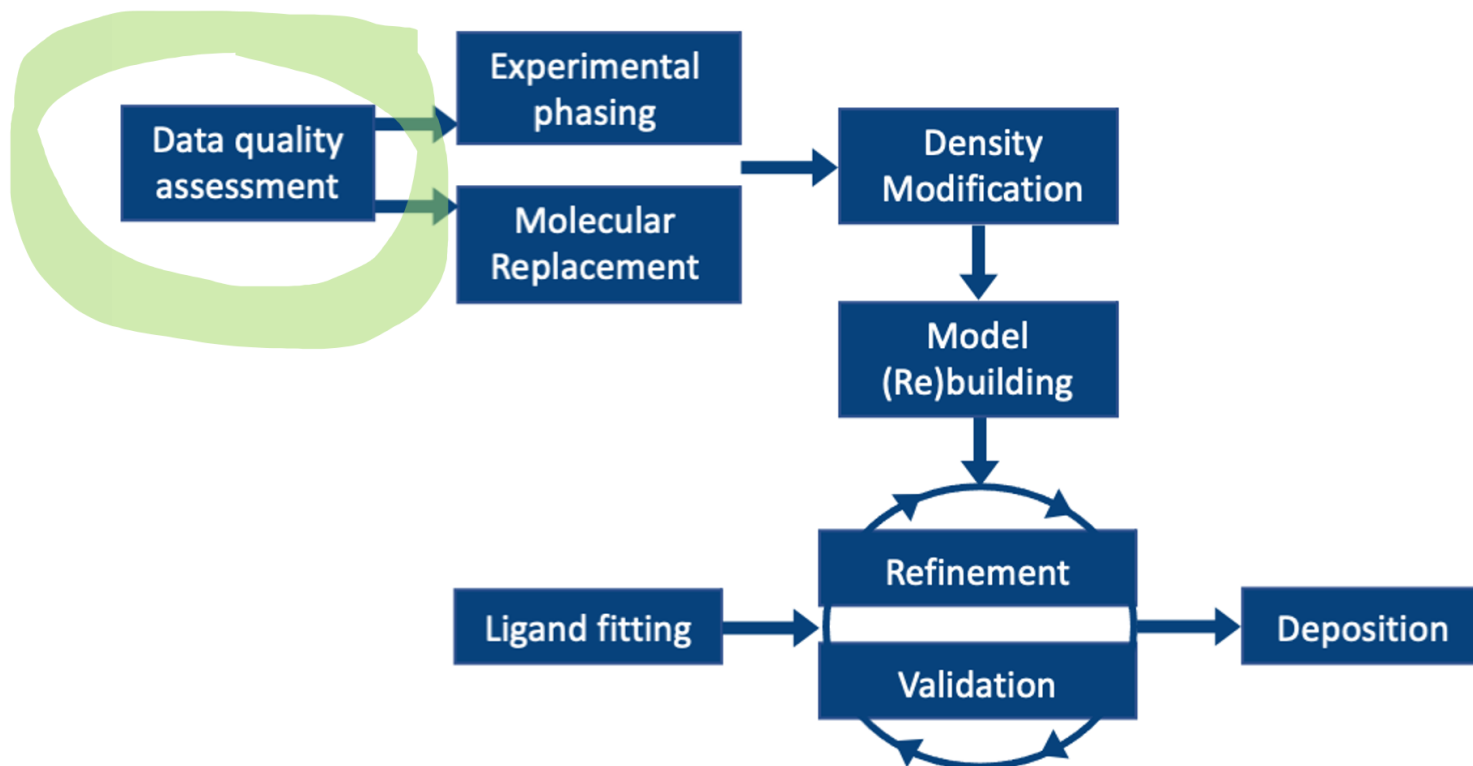 Data quality
assessment
Experimental
phasing
Molecular
Replacement
Density
Modification
Model
(Re)building
Ligand fitting
Refinement
Validation
Deposition